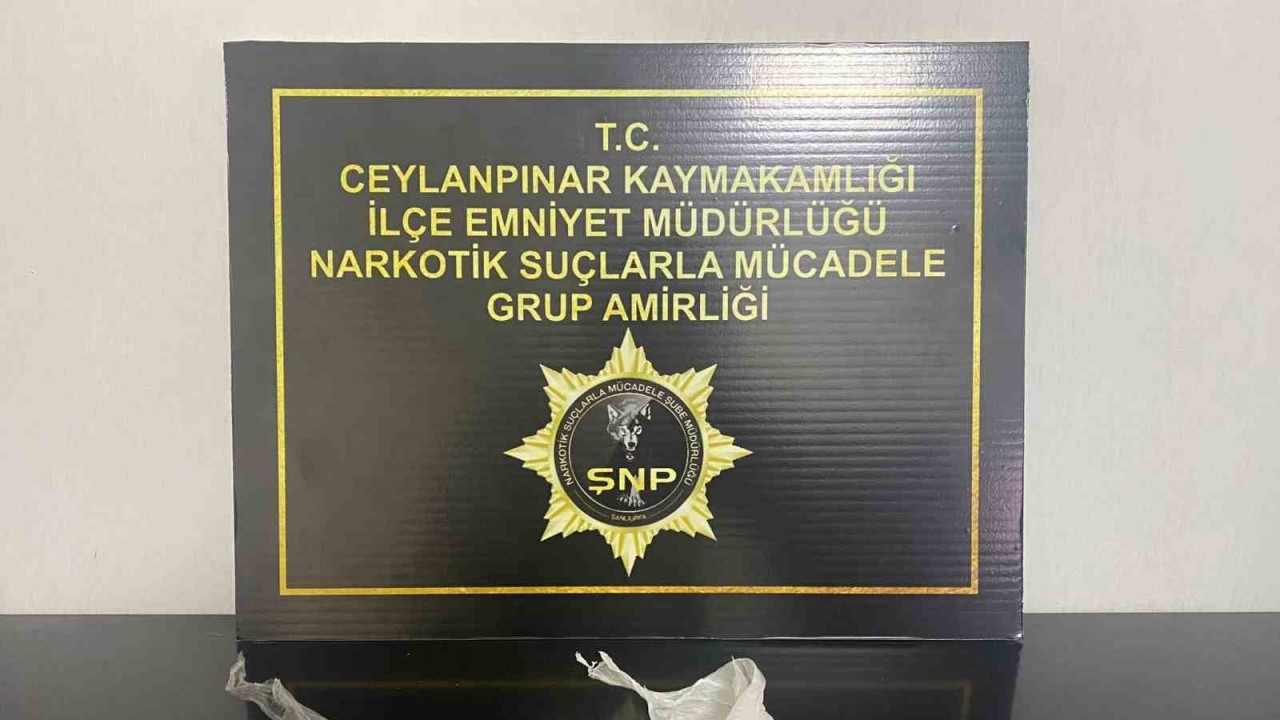 T.C.
CEYLANPINAR KAYMAKAMLIĞI
İLÇE EMNİYET MÜDÜRLÜĞÜ
NARKOTİK SUÇLARLA MÜCADELE
GRUP AMİRLİĞİ
NARKOTİK SUÇLARLA MÜCADELE ŞUBE MÜDÜRLÜĞÜ
ŞNP
ŞANLIURFA